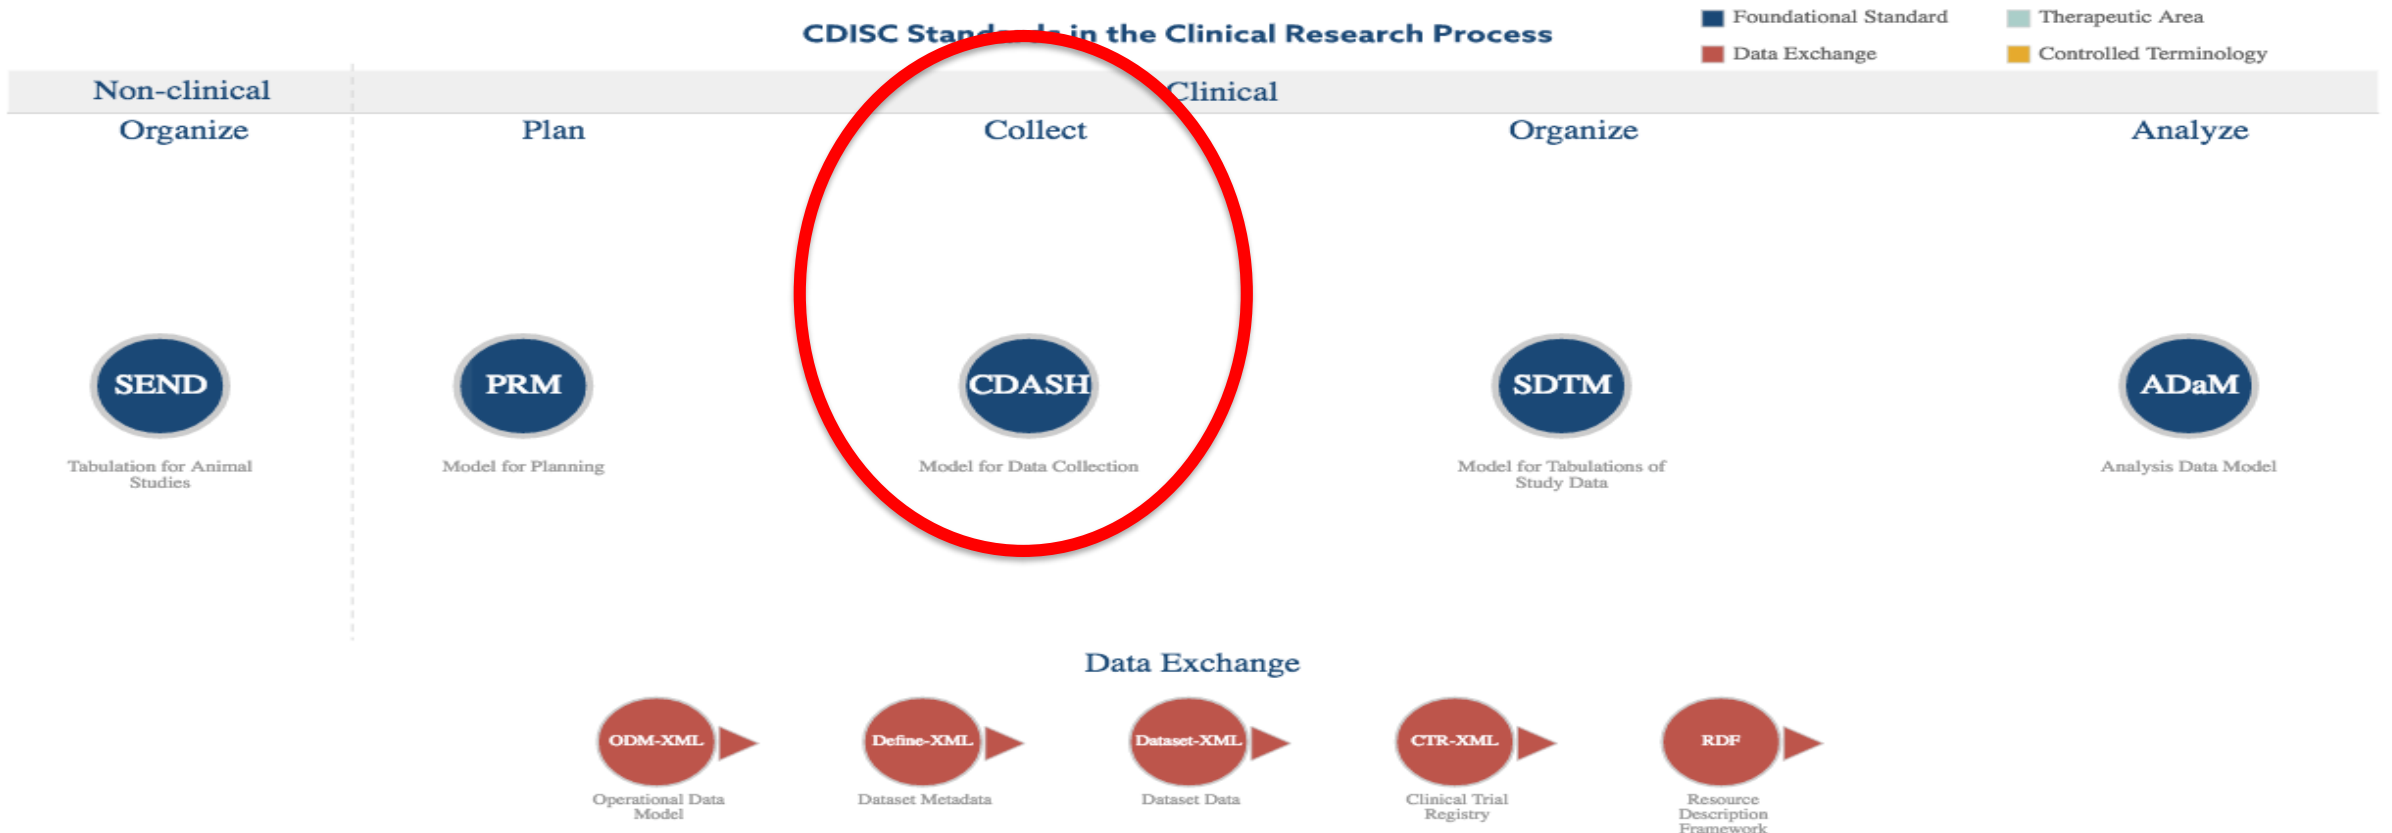 CDISC Standards in the Clinical Research Process
Foundational Standard
Therapeutic Area
Data Exchange
Controlled Terminology
Non-clinical
Clinical
Organize
Plan
Collect
Organize
Analyze
SEND
PRM
CDASH
SDTM
ADaM
Tabulation for Animal
Studies
Model for Planning
Model for Data Collection
Model for Tabulations of
Study Data
Analysis Data Model
Data Exchange
ODM-XML
Define-XML
Dataset-XML
CTR-XML
RDF
Operational Data
Model
Dataset Metadata
Dataset Data
Clinical Trial
Registry
Resource
Description
Framework